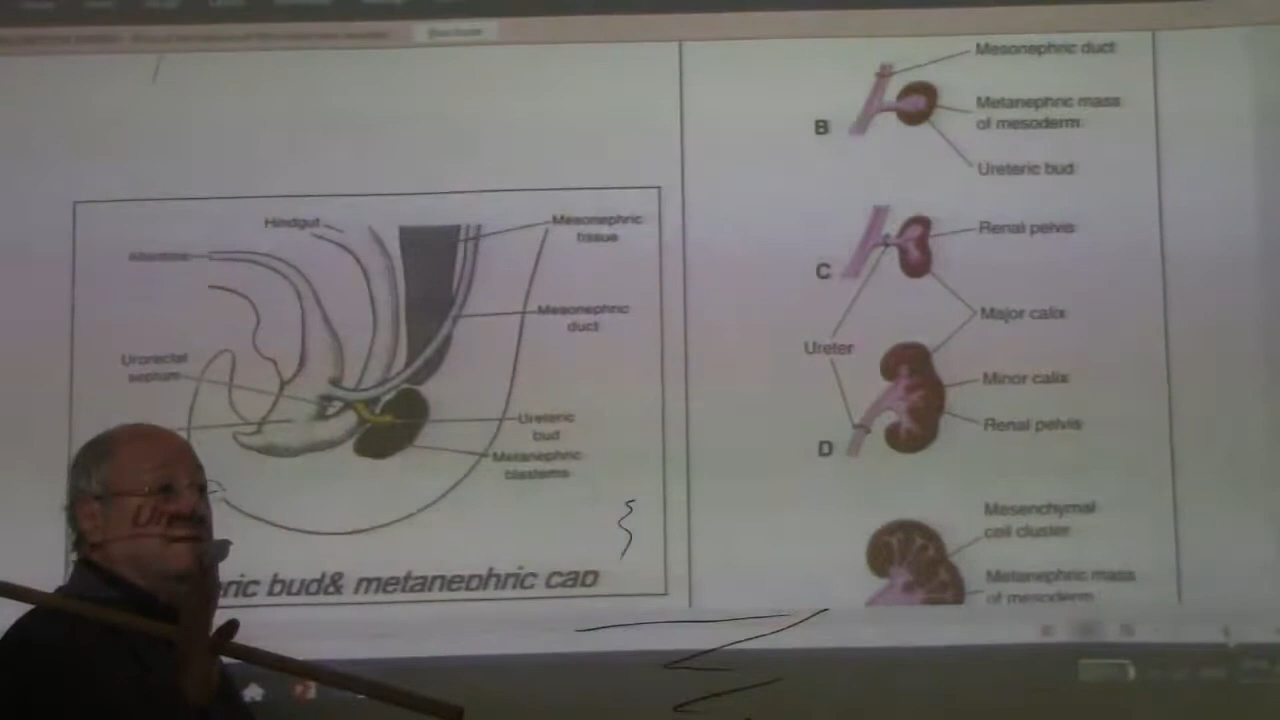 Hindgut
Mesonephric
tissue
Allantois
Mesonephric
duct
Urorectal
septum
Ureteric
bud
Metanephric
blastema
ric bud& metanephric cap
Mesonephric duct
B
Metanephric mass
of mesoderm
Ureteric bud
Renal pelvis
C
Major calix
Ureter
Minor calix
Renal pelvis
D
Mesenchymal
cell cluster
Metanephric mass
of mesoderm